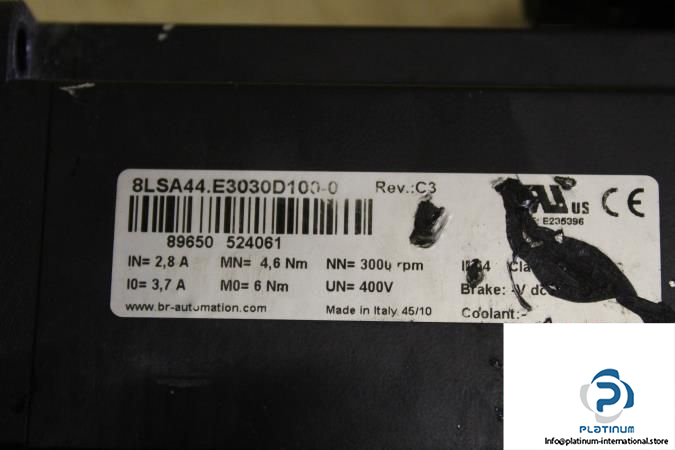 8LSA44.E3030D100-0 Rev.:C3
89650 524061
IN= 2,8 A MN= 4,6 Nm NN= 3000 rpm
I0= 3,7 A M0= 6 Nm UN= 400V
www.br-automation.com Made in Italy 45/10
US CE
E235396
Brake: -V
Coolant:-
P
PLATINUM
Info@platinum-international.store